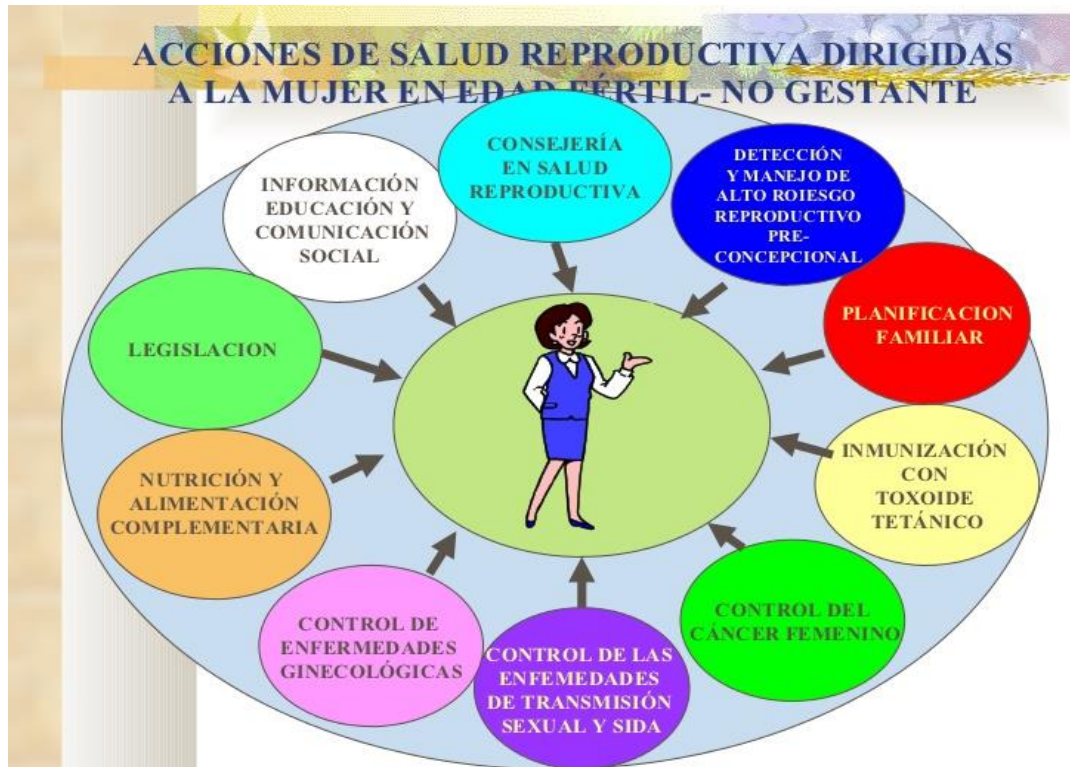 ACCIONES DE SALUD REPRODUCTIVA DIRIGIDAS
A LA MUJER EN EDAD FÉRTIL- NO GESTANTE
CONSEJERÍA
EN SALUD
REPRODUCTIVA
DETECCIÓN
Y MANEJO DE
ALTO ROIESGO
REPRODUCTIVO
PRE-
CONCEPCIONAL
PLANIFICACION
FAMILIAR
INMUNIZACIÓN
CON
TOXOIDE
TETÁNICO
CONTROL DEL
CÁNCER FEMENINO
CONTROL DE LAS
ENFEMEDADES
DE TRANSMISIÓN
SEXUAL Y SIDA
CONTROL DE
ENFERMEDADES
GINECOLÓGICAS
NUTRICIÓN Y
ALIMENTACIÓN
COMPLEMENTARIA
LEGISLACION
INFORMACIÓN
EDUCACIÓN Y
COMUNICACIÓN
SOCIAL